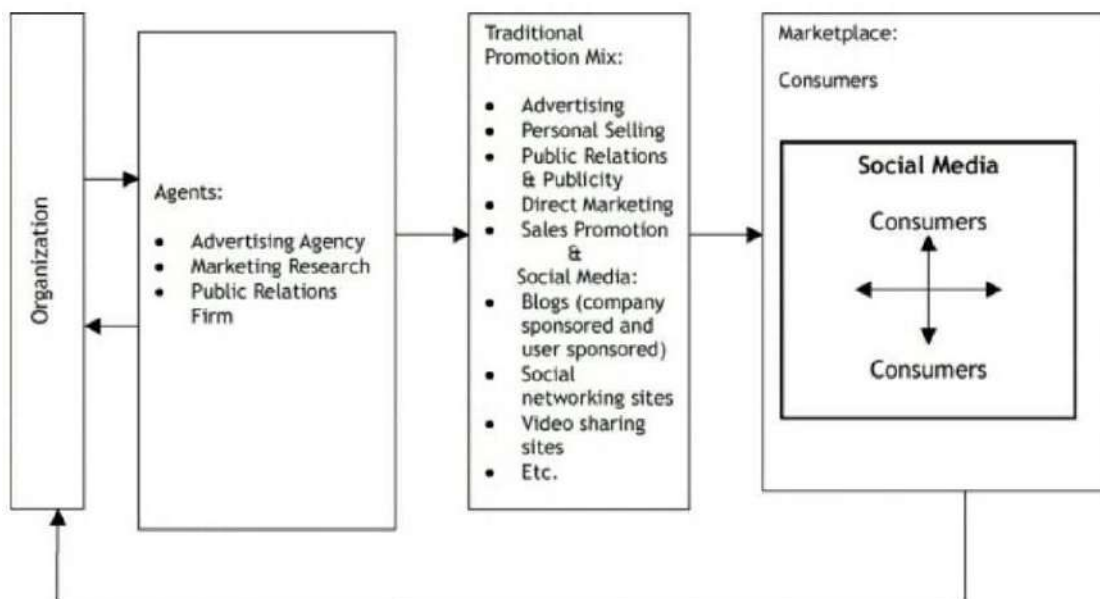 Organization
Agents:
• Advertising Agency
• Marketing Research
• Public Relations
Firm
Traditional
Promotion Mix:
• Advertising
• Personal Selling
• Public Relations
& Publicity
• Direct Marketing
• Sales Promotion
&
Social Media:
• Blogs (company
sponsored and
user sponsored)
• Social
networking sites
• Video sharing
sites
• Etc.
Marketplace:
Consumers
Social Media
Consumers
Consumers